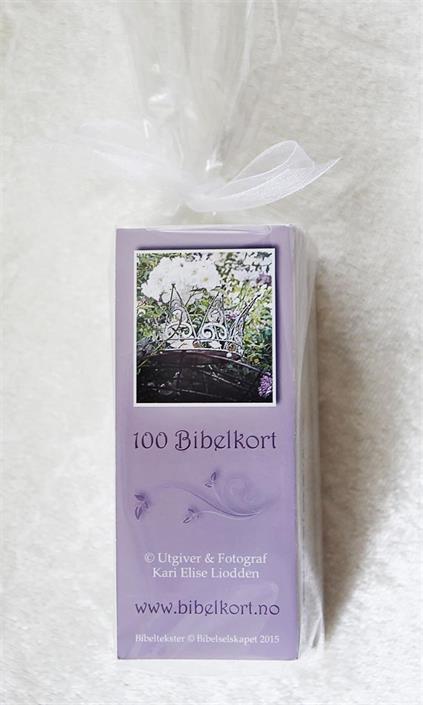 100 Bibelkort
© Utgiver & Fotograf
Kari Elise Liodden
www.bibelkort.no
Bibeltekster © Bibelselskapet 2015